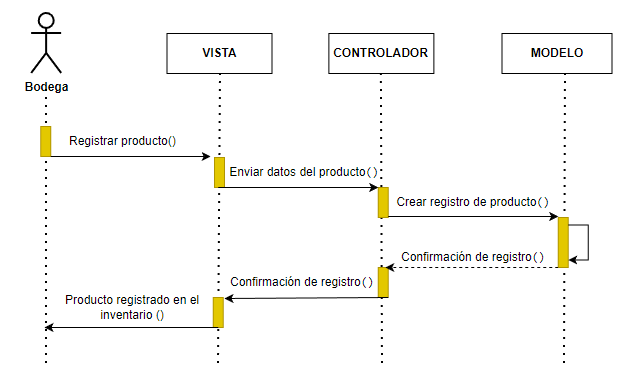 VISTA
CONTROLADOR
MODELO
Bodega
Registrar producto()
Enviar datos del producto()
Crear registro de producto()
Confirmación de registro()
Confirmación de registro()
Producto registrado en el
inventario ()